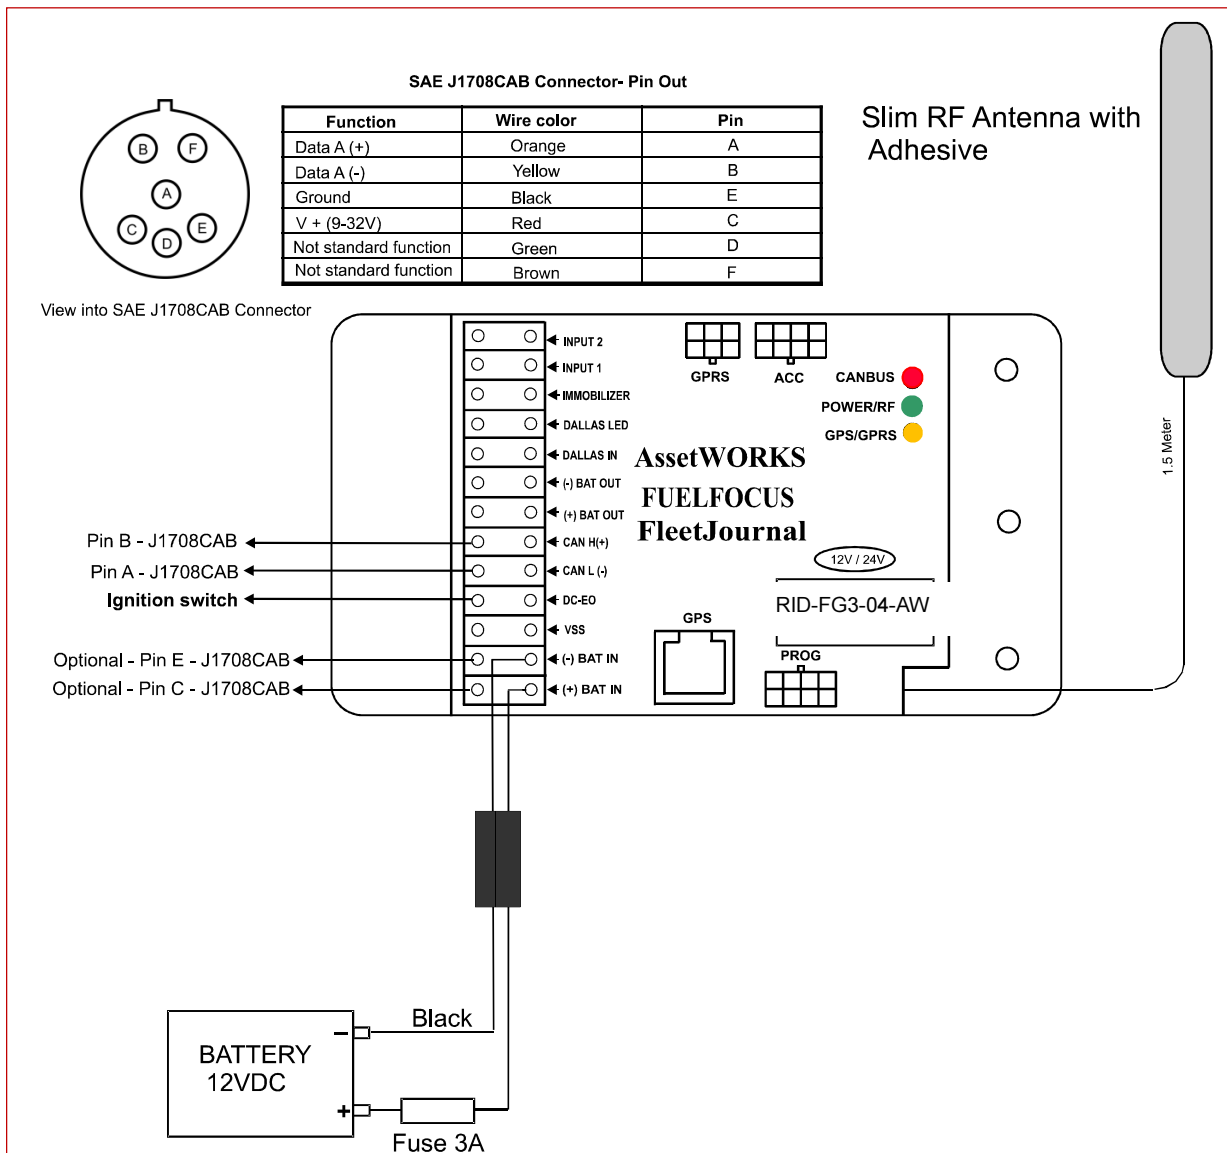 SAE J1708CAB Connector- Pin Out
Function Wire color Pin
Data A (+) Orange A
Data A (-) Yellow B
Ground Black E
V + (9-32V) Red C
Not standard function Green D
Not standard function Brown F
B F
A
C D E
View into SAE J1708CAB Connector
Slim RF Antenna with
Adhesive
1.5 Meter
INPUT 2
INPUT 1
IMMOBILIZER
DALLAS LED
DALLAS IN
(-) BAT OUT
(+) BAT OUT
CAN H(+)
CAN L (-)
DC-EO
VSS
(-) BAT IN
(+) BAT IN
Pin B - J1708CAB
Pin A - J1708CAB
Ignition switch
Optional - Pin E - J1708CAB
Optional - Pin C - J1708CAB
GPRS ACC
CANBUS
POWER/RF
GPS/GPRS
AssetWORKS
FUELFOCUS
FleetJournal
12V / 24V
RID-FG3-04-AW
GPS
PROG
Black
BATTERY
12VDC
−
+
Fuse 3A